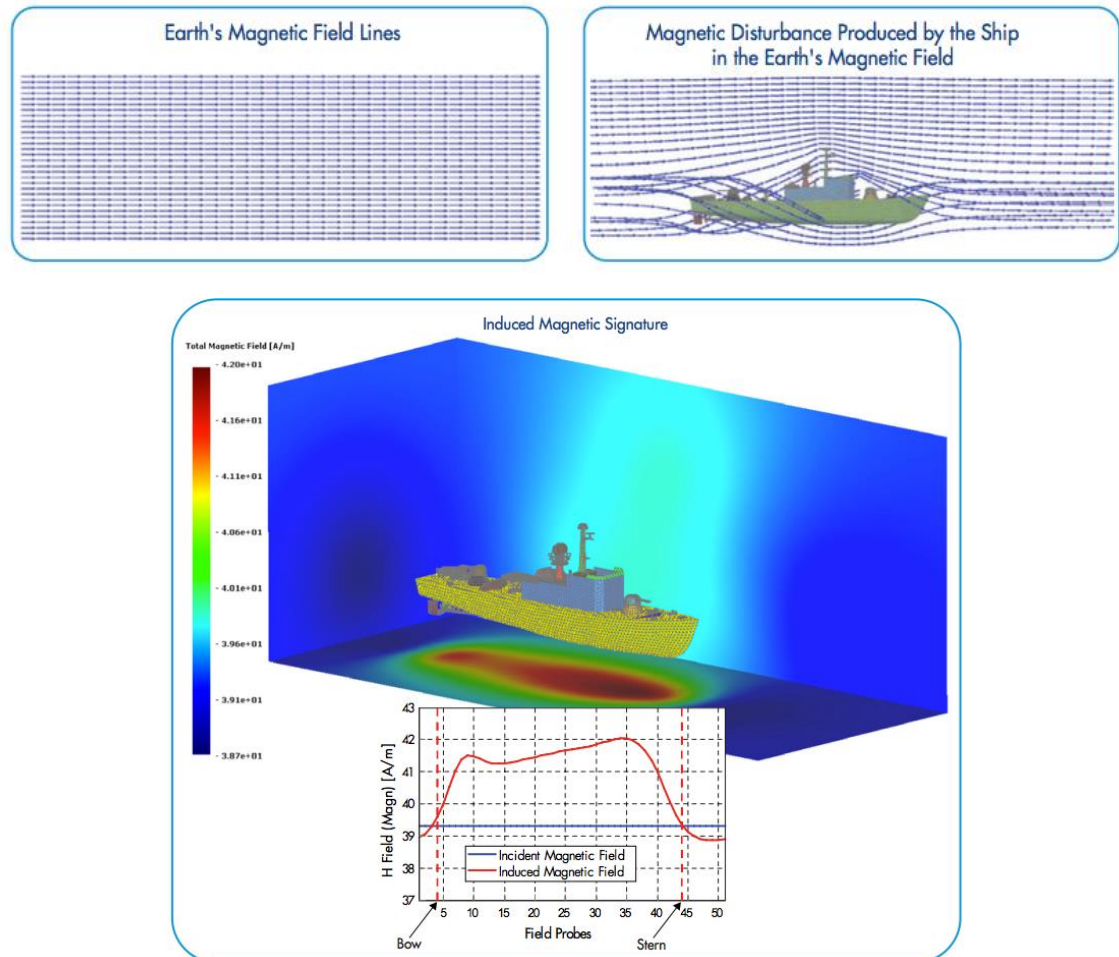 Earth's Magnetic Field Lines
Magnetic Disturbance Produced by the Ship
in the Earth's Magnetic Field
Induced Magnetic Signature
Total Magnetic Field [A/m]
- 4.20e+01
- 4.16e+01
- 4.11e+01
- 4.06e+01
- 4.01e+01
- 3.96e+01
- 3.91e+01
- 3.87e+01
H Field (Magn) [A/m]
43
42
41
40
39
38
37
Incident Magnetic Field
Induced Magnetic Field
5 10 15 20 25 30 35 40 45 50
Bow
Field Probes
Stern